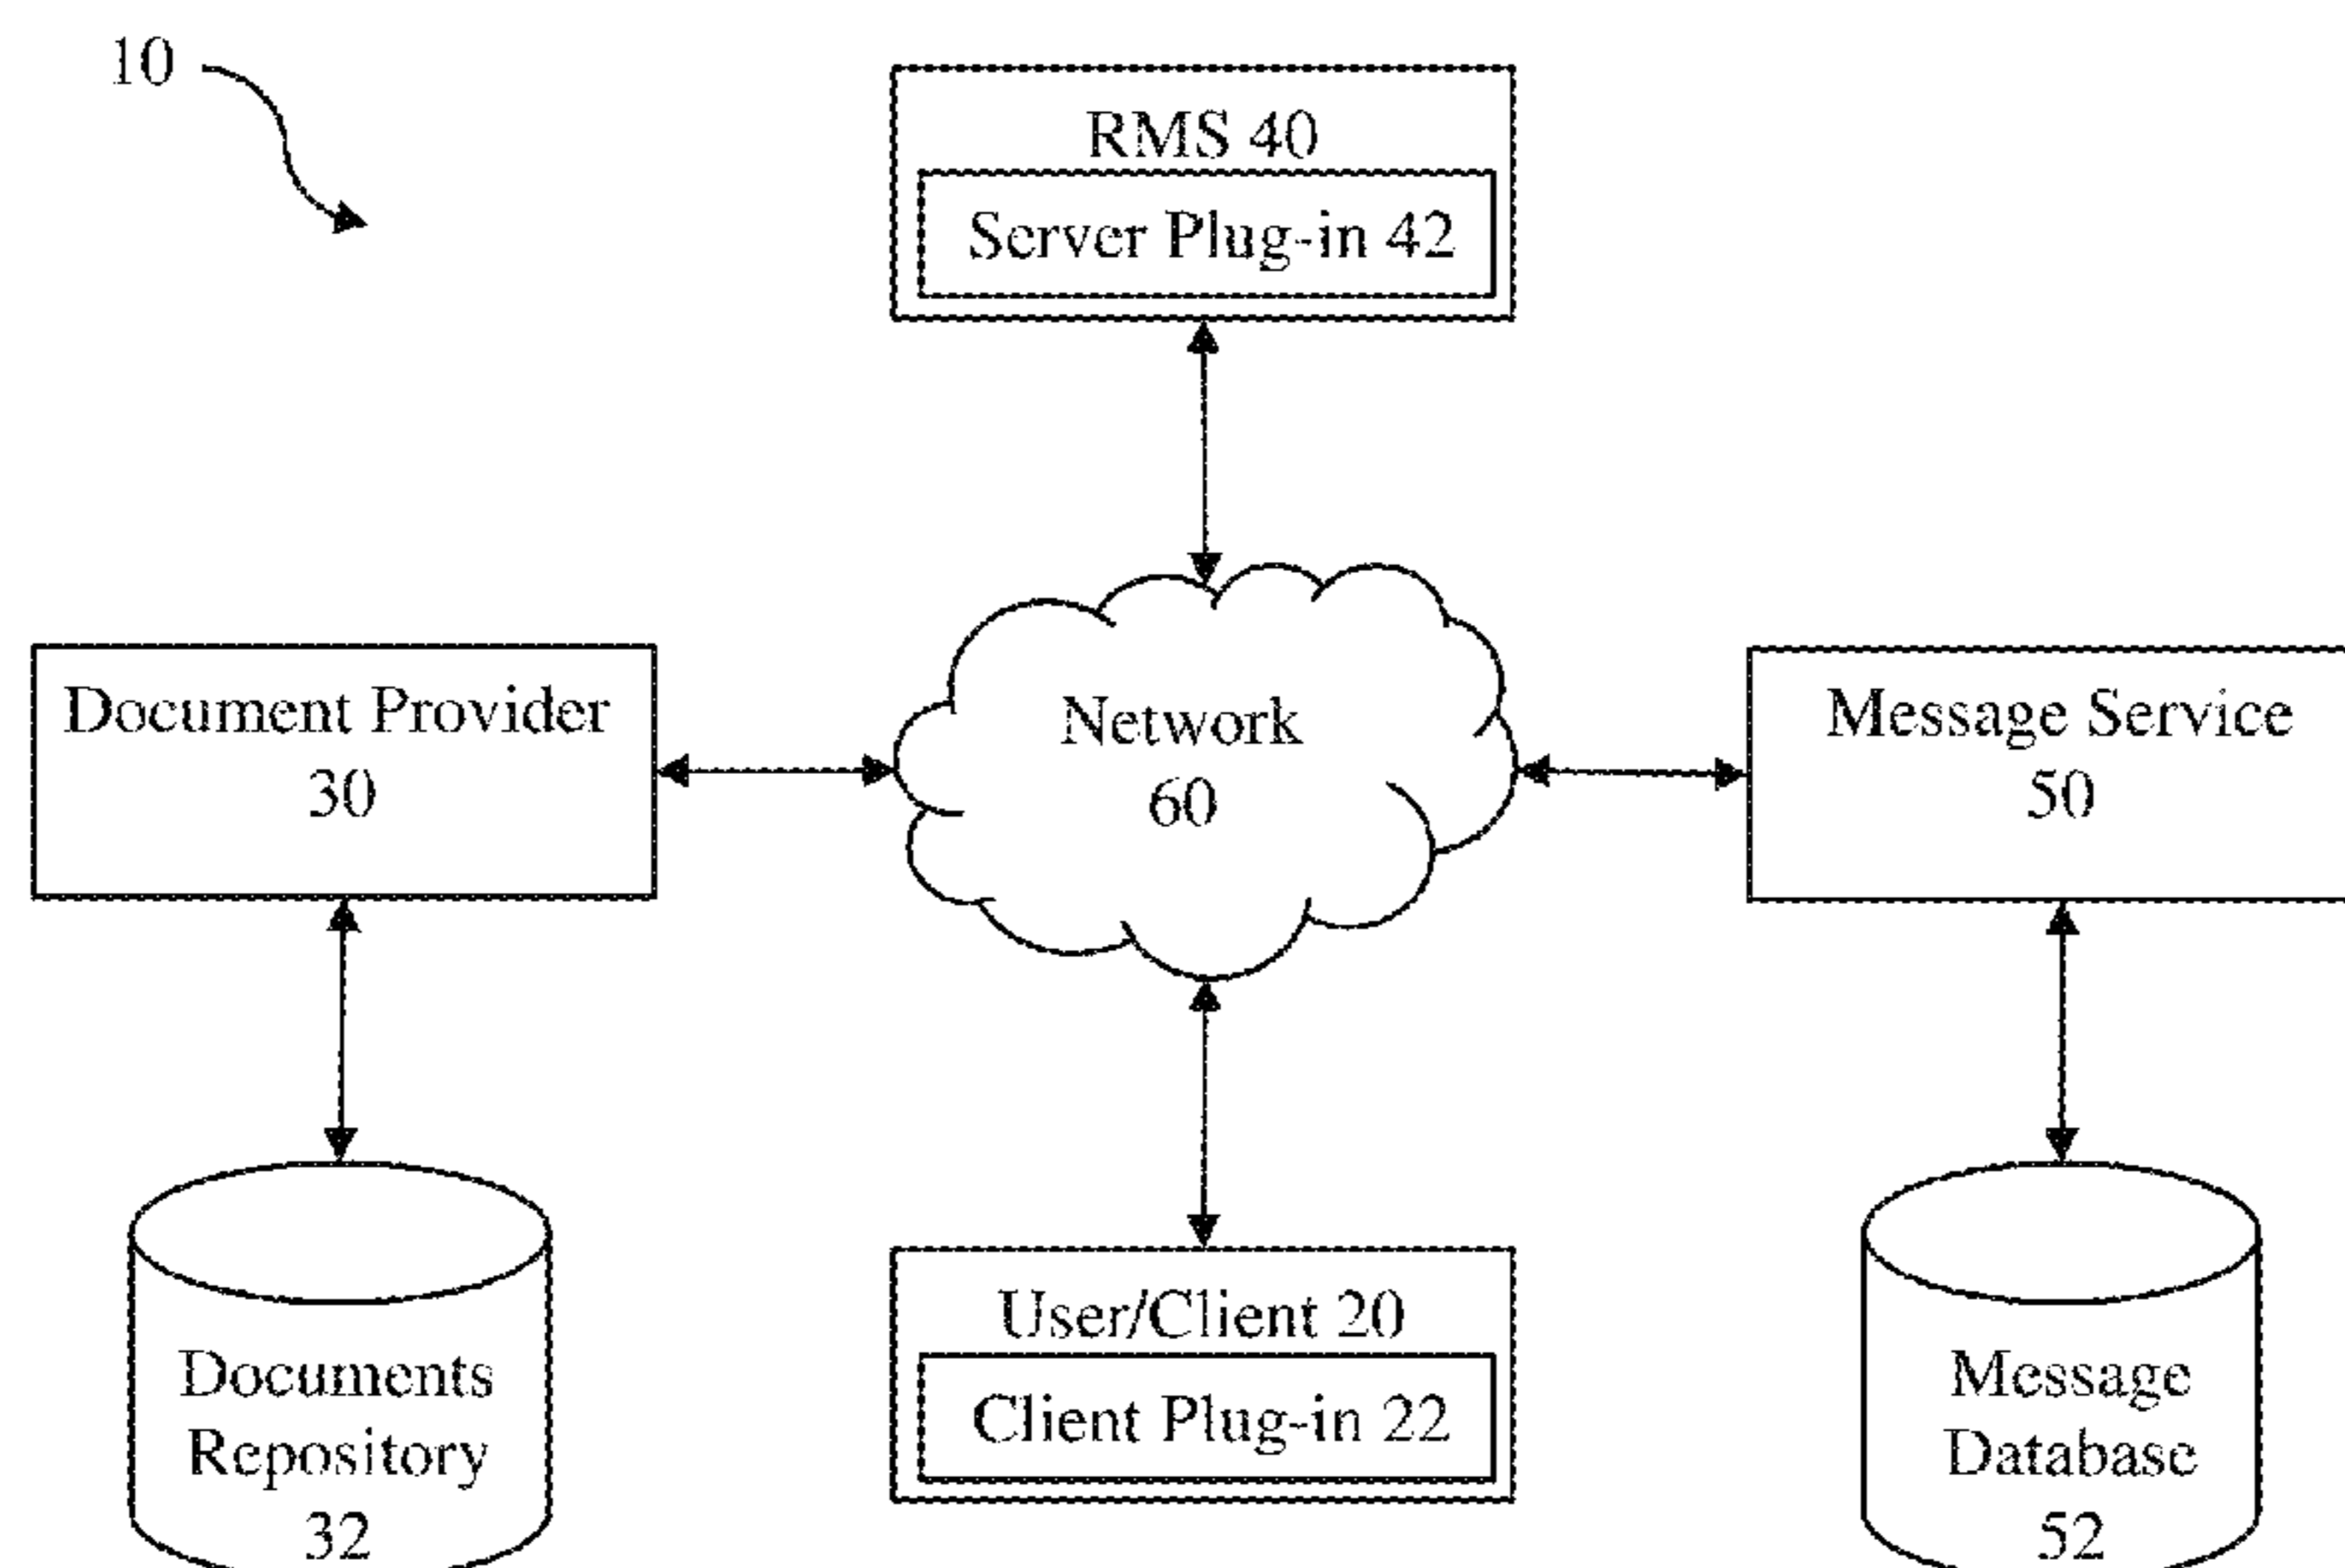 10
RMS 40
Server Plug-in 42
Document Provider
30
Network
60
Message Service
50
User/Client 20
Client Plug-in 22
Documents
Repository
32
Message
Database
52